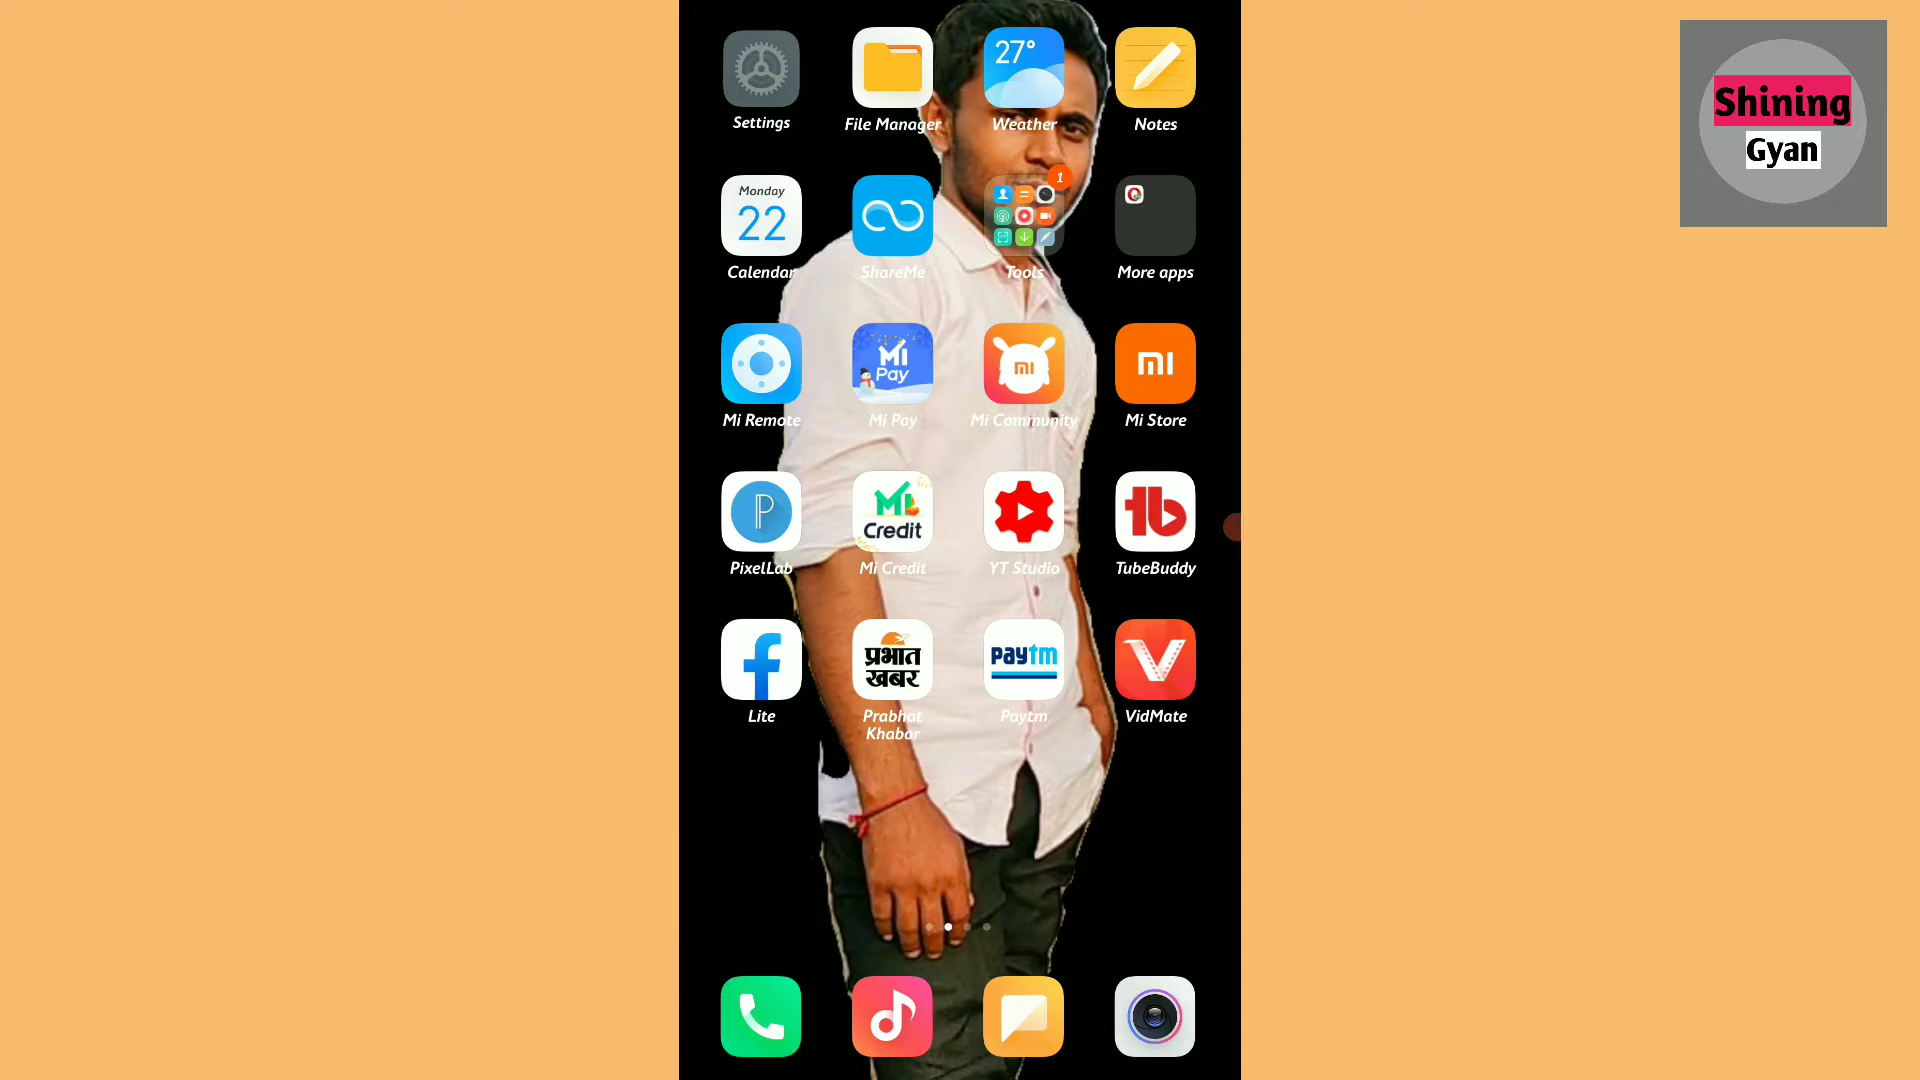 Shining
Gyan
27°
Settings
File Manager
Weather
Notes
1
Monday
22
Calendar
ShareMe
Tools
More apps
Mi Pay
mi
mi
Mi Remote
Mi Pay
Mi Community
Mi Store
P
Mi Credit
tb
PixelLab
Mi Credit
YT Studio
TubeBuddy
f
प्रभात
खबर
paytm
Lite
Prabhat
Khabar
Paytm
VidMate